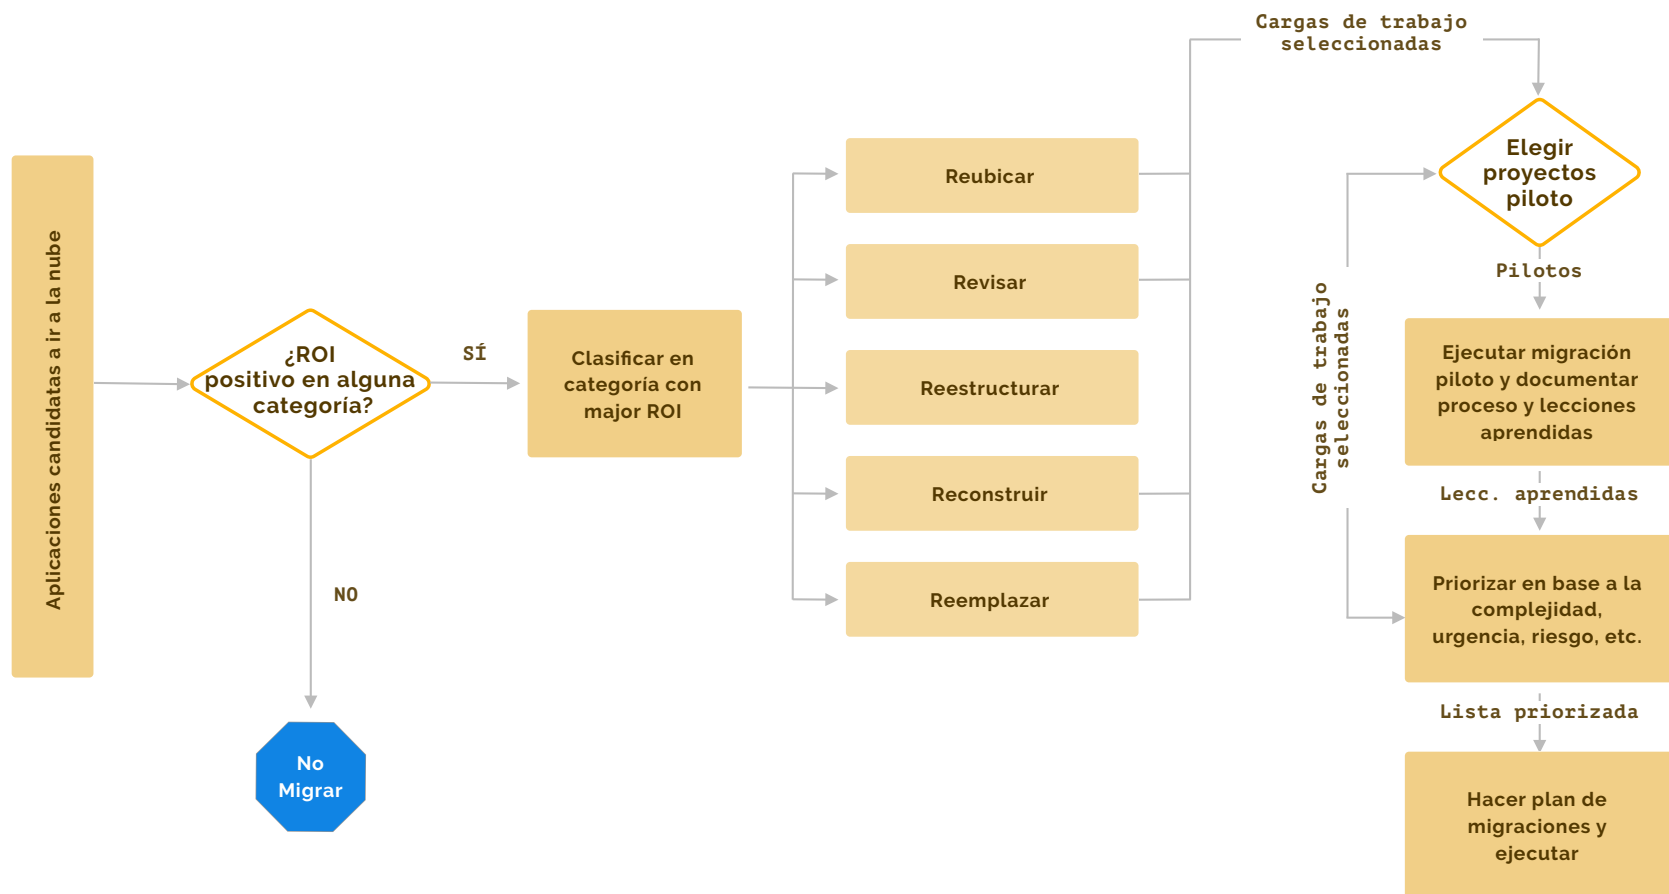 Aplicaciones candidatas a ir a la nube
¿ROI
positivo en alguna
categoría?
SÍ
NO
No
Migrar
Clasificar en
categoría con
major ROI
Reubicar
Revisar
Reestructurar
Reconstruir
Reemplazar
Cargas de trabajo
seleccionadas
Elegir
proyectos
piloto
Pilotos
Cargas de trabajo
seleccionadas
Ejecutar migración
piloto y documentar
proceso y lecciones
aprendidas
Lecc. aprendidas
Priorizar en base a la
complejidad,
urgencia, riesgo, etc.
Lista priorizada
Hacer plan de
migraciones y
ejecutar